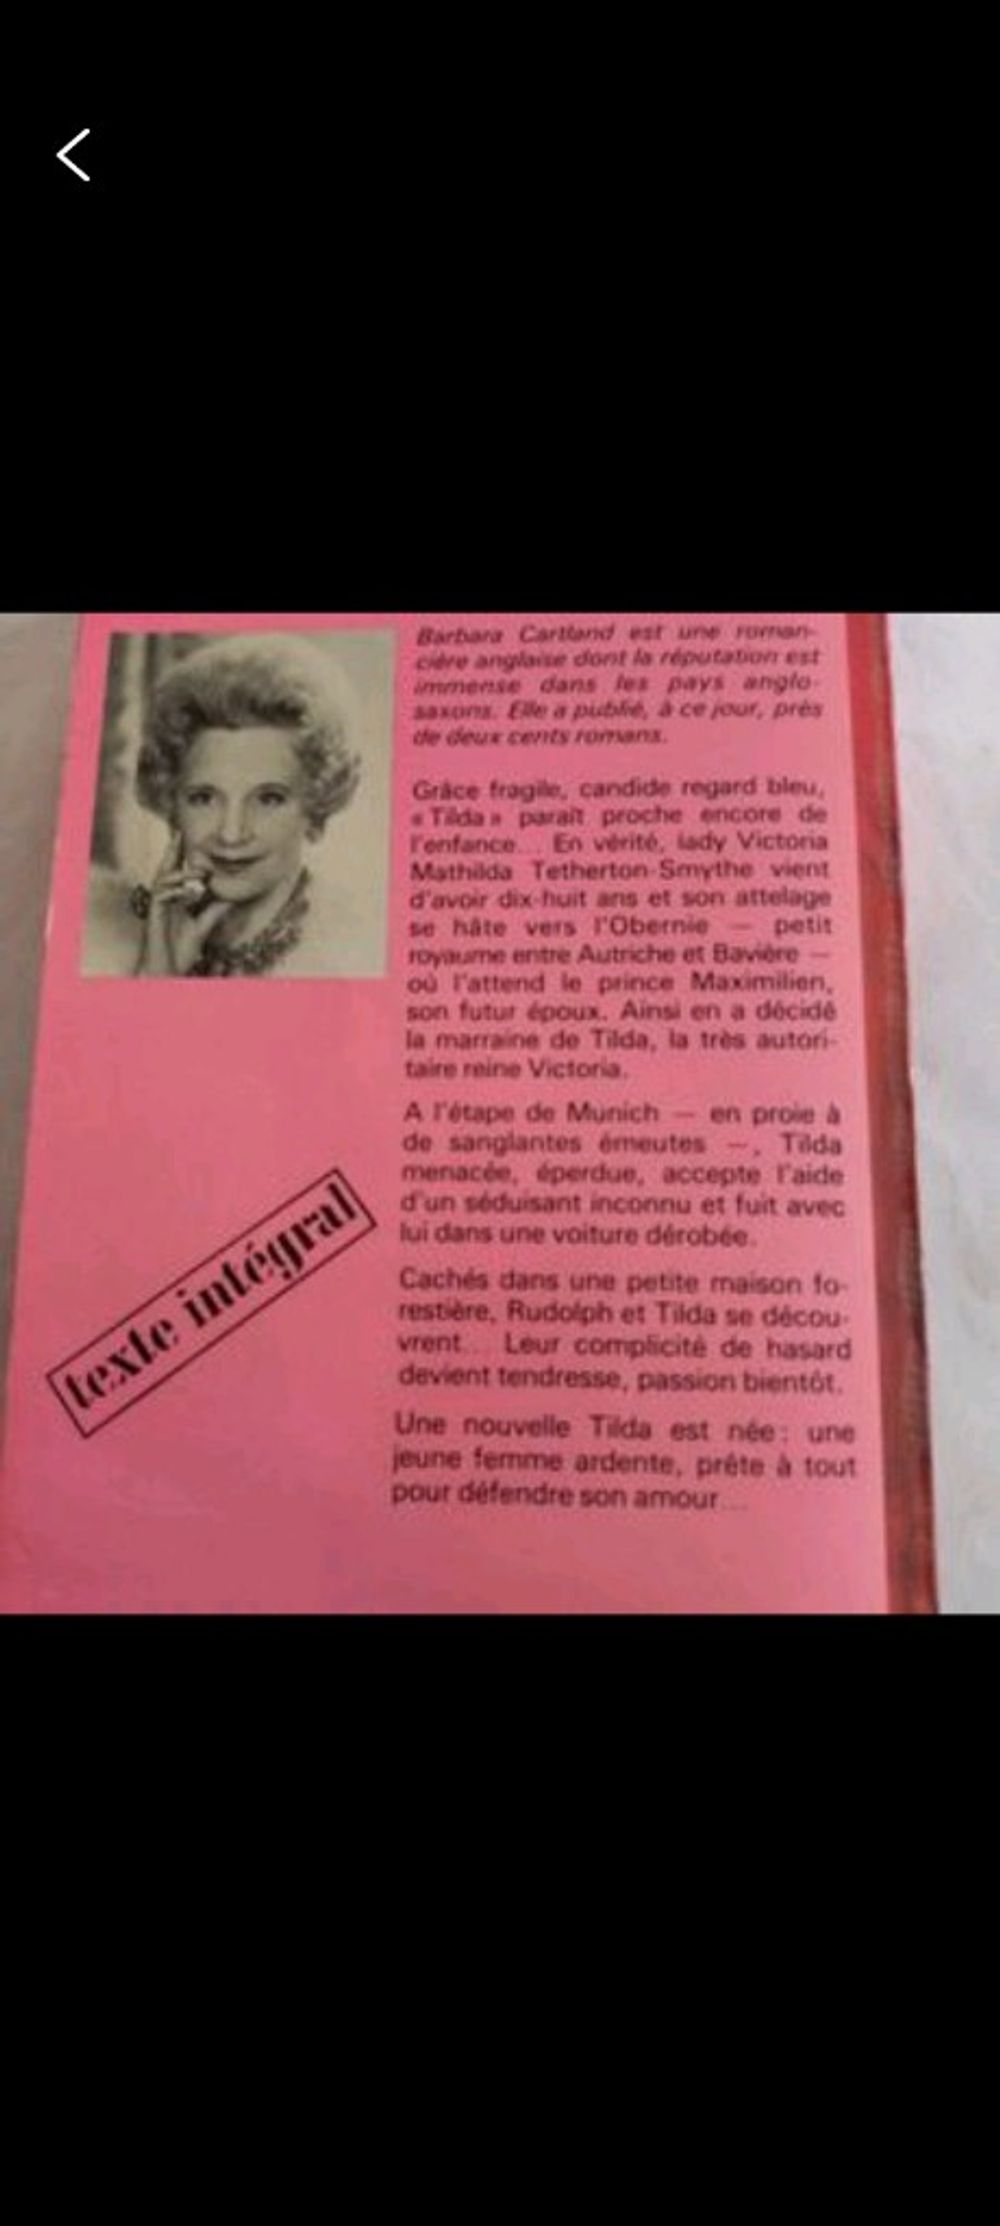 Barbara Cartland est une roman-
cière anglaise dont la réputation est
immense dans les pays anglo-
saxons. Elle a publié, à ce jour, près
de deux cents romans.
Grâce fragile, candide regard bleu,
« Tilda » paraît proche encore de
l'enfance... En vérité, lady Victoria
Mathilda Tetherton-Smythe vient
d'avoir dix-huit ans et son attelage
se hâte vers l'Obernie — petit
royaume entre Autriche et Bavière —
où l'attend le prince Maximilien,
son futur époux. Ainsi en a décidé
la marraine de Tilda, la très autori-
taire reine Victoria.
A l'étape de Munich — en proie à
de sanglantes émeutes —, Tilda
menacée, éperdue, accepte l'aide
d'un séduisant inconnu et fuit avec
lui dans une voiture dérobée.
Cachés dans une petite maison fo-
restière, Rudolph et Tilda se décou-
vrent... Leur complicité de hasard
devient tendresse, passion bientôt.
Une nouvelle Tilda est née : une
jeune femme ardente, prête à tout
pour défendre son amour...
texte intégral